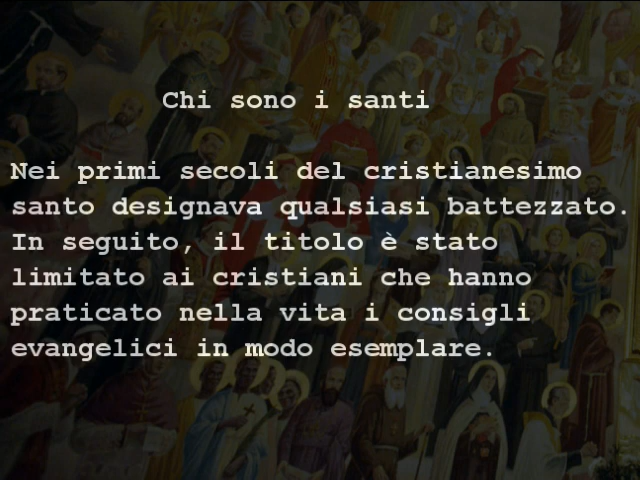 Chi sono i santi
Nei primi secoli del cristianesimo
santo designava qualsiasi battezzato.
In seguito, il titolo è stato
limitato ai cristiani che hanno
praticato nella vita i consigli
evangelici in modo esemplare.